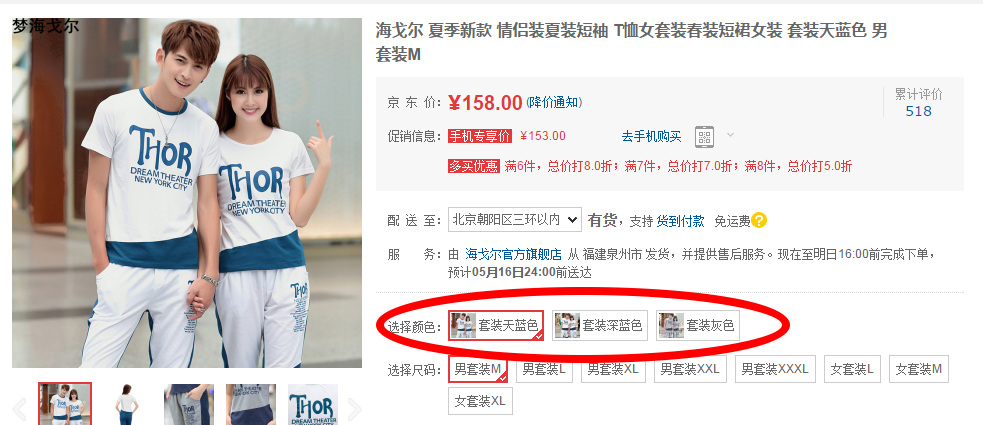 梦海戈尔
THOR
DREAM THEATER
NEW YORK CITY
THOR
DREAM THEATER
NEW YORKCITY
THOR
DREAM THEATER
NEW YORK CITY
海戈尔 夏季新款 情侣装夏装短袖 T恤女套装春装短裙女装 套装天蓝色 男
套装M
京 东 价： ¥158.00 (降价通知)
累计评价
518
促销信息： 手机专享价 ¥153.00 去手机购买
多买优惠 满6件，总价打8.0折；满7件，总价打7.0折；满8件，总价打5.0折
配 送 至： 北京朝阳区三环以内 有货，支持 货到付款 免运费 ?
服 务： 由 海戈尔官方旗舰店 从 福建泉州市 发货，并提供售后服务。现在至明日16:00前完成下单，
预计05月16日24:00前送达
选择颜色： 套装天蓝色 套装深蓝色 套装灰色
选择尺码： 男套装M 男套装L 男套装XL 男套装XXL 男套装XXXL 女套装L 女套装M
女套装XL